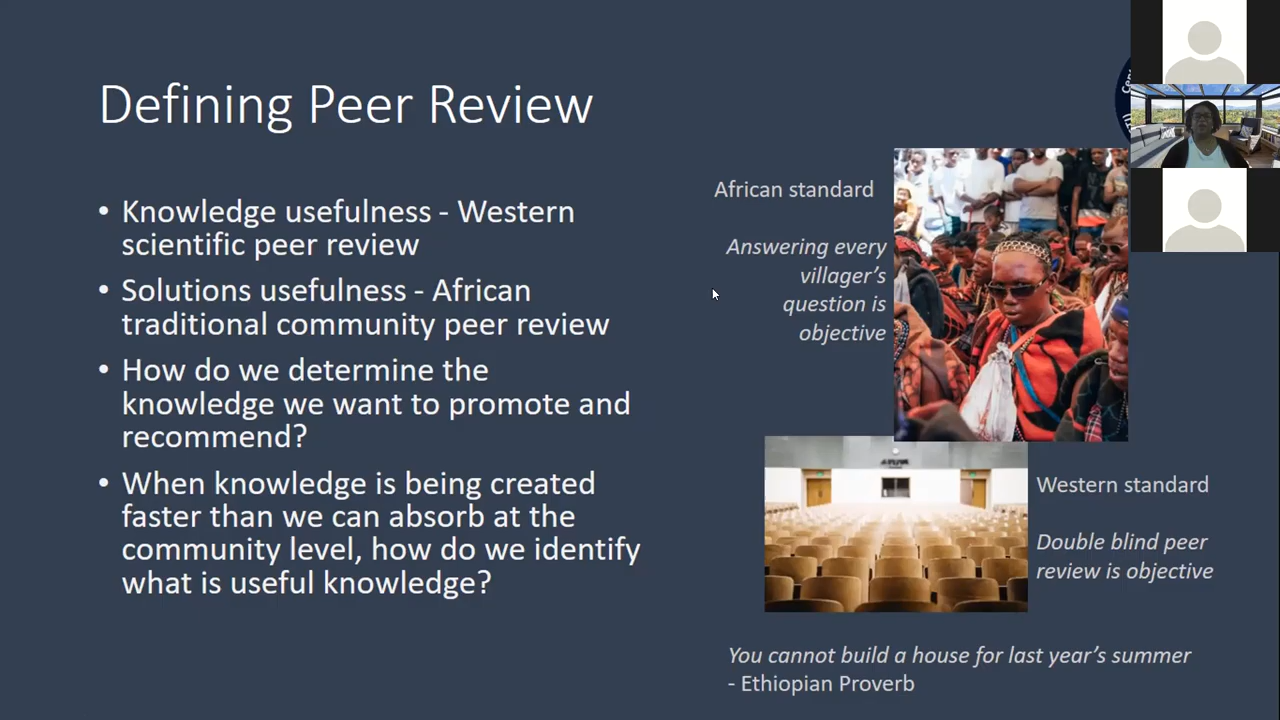 Defining Peer Review
• Knowledge usefulness - Western
scientific peer review
• Solutions usefulness - African
traditional community peer review
• How do we determine the
knowledge we want to promote and
recommend?
• When knowledge is being created
faster than we can absorb at the
community level, how do we identify
what is useful knowledge?
African standard
Answering every
villager’s
question is
objective
Western standard
Double blind peer
review is objective
You cannot build a house for last year’s summer
- Ethiopian Proverb